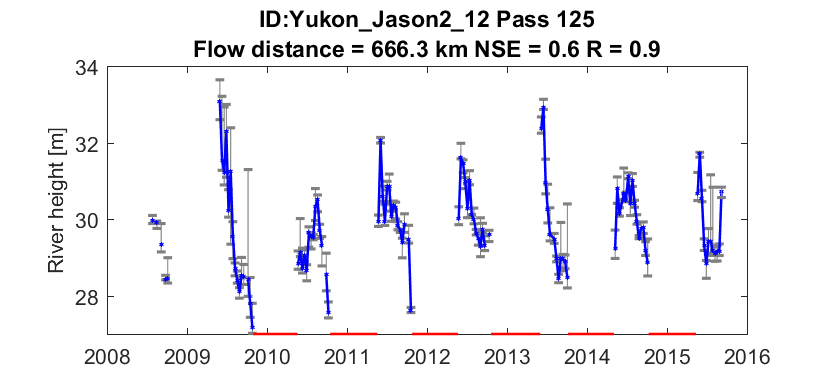 ID:Yukon_Jason2_12 Pass 125
Flow distance = 666.3 km NSE = 0.6 R = 0.9
River height [m]
34
32
30
28
2008 2009 2010 2011 2012 2013 2014 2015 2016